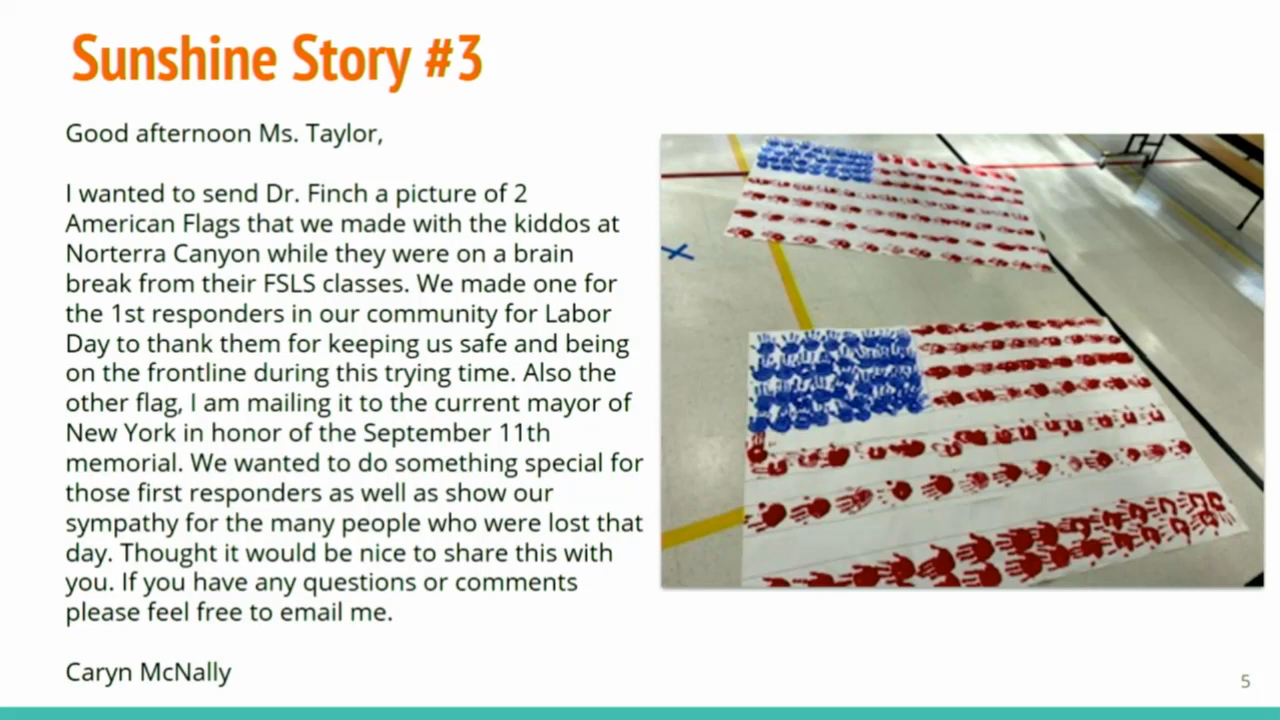 Sunshine Story #3
Good afternoon Ms. Taylor,
I wanted to send Dr. Finch a picture of 2
American Flags that we made with the kiddos at
Norterra Canyon while they were on a brain
break from their FSLS classes. We made one for
the 1st responders in our community for Labor
Day to thank them for keeping us safe and being
on the frontline during this trying time. Also the
other flag, I am mailing it to the current mayor of
New York in honor of the September 11th
memorial. We wanted to do something special for
those first responders as well as show our
sympathy for the many people who were lost that
day. Thought it would be nice to share this with
you. If you have any questions or comments
please feel free to email me.
Caryn McNally
5